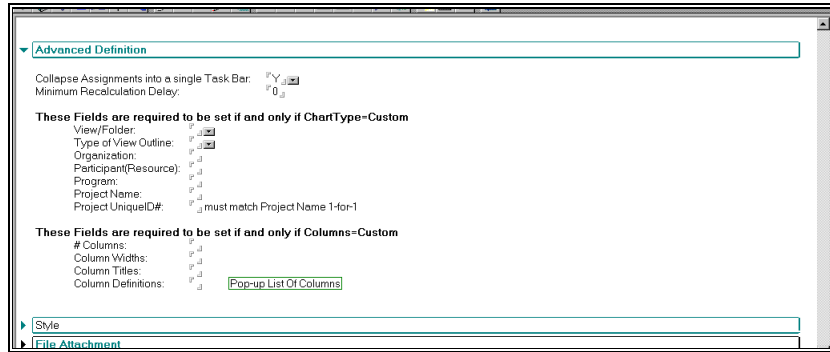 Advanced Definition
Collapse Assignments into a single Task Bar: Y
Minimum Recalculation Delay: 0
These Fields are required to be set if and only if ChartType=Custom
View/Folder:
Type of View Outline:
Organization:
Participant(Resource):
Program:
Project Name:
Project UniqueID#: must match Project Name 1-for-1
These Fields are required to be set if and only if Columns=Custom
# Columns:
Column Widths:
Column Titles:
Column Definitions: Pop-up List Of Columns
Style
File Attachment